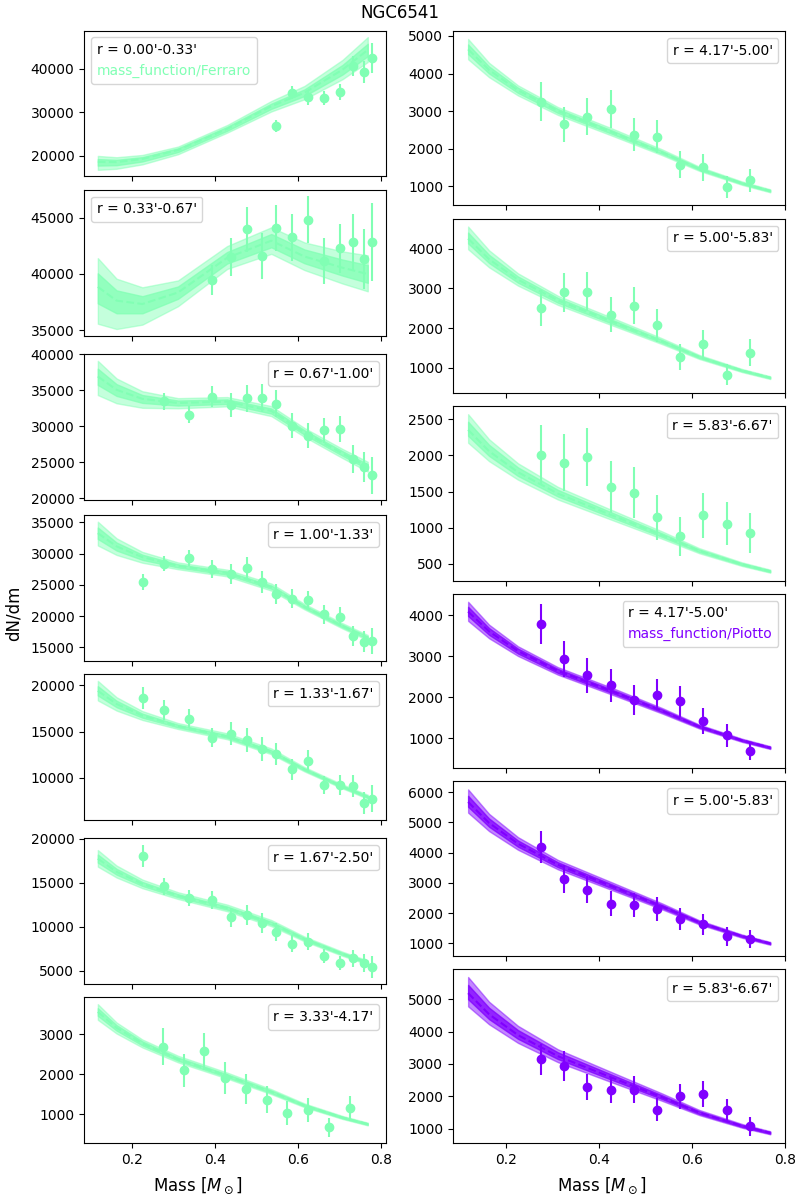 NGC6541
r = 0.00'-0.33'
mass_function/Ferraro
40000
30000
20000
r = 0.33'-0.67'
45000
40000
35000
r = 0.67'-1.00'
40000
35000
30000
25000
20000
r = 1.00'-1.33'
35000
30000
25000
20000
15000
dN/dm
r = 1.33'-1.67'
20000
15000
10000
r = 1.67'-2.50'
20000
15000
10000
5000
r = 3.33'-4.17'
3000
2000
1000
0.2 0.4 0.6 0.8
Mass [M_⊙]
r = 4.17'-5.00'
5000
4000
3000
2000
1000
r = 5.00'-5.83'
4000
3000
2000
1000
r = 5.83'-6.67'
2500
2000
1500
1000
500
r = 4.17'-5.00'
mass_function/Piotto
4000
3000
2000
1000
r = 5.00'-5.83'
6000
5000
4000
3000
2000
1000
r = 5.83'-6.67'
5000
4000
3000
2000
1000
0.2 0.4 0.6 0.8
Mass [M_⊙]